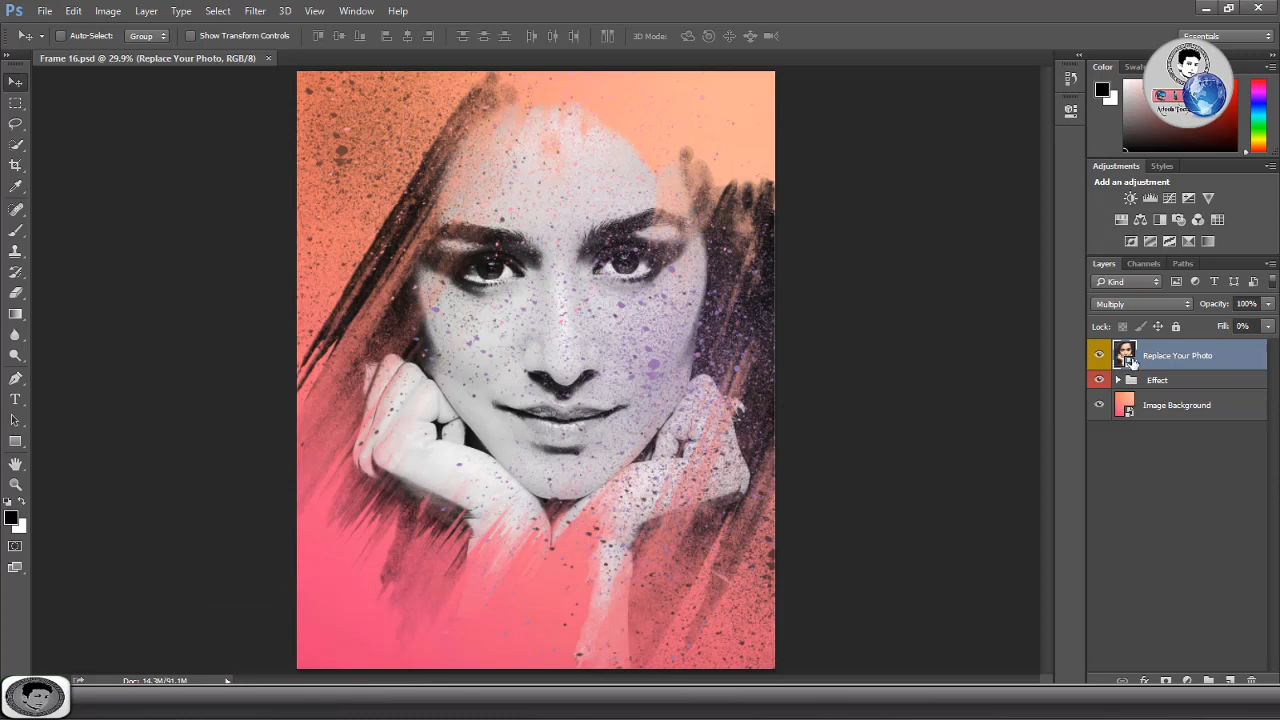 Ps File Edit Image Layer Type Select Filter 3D View Window Help
Auto-Select: Group Show Transform Controls 3D Mode: Essentials
Frame 16.psd @ 29.9% (Replace Your Photo, RGB/8) ×
Color
Adjustments Styles
Add an adjustment
Layers Channels Paths
Kind
Multiply Opacity: 100%
Lock: Fill: 0%
Replace Your Photo
Effect
Image Background
Doc: 14.3M/91.1M